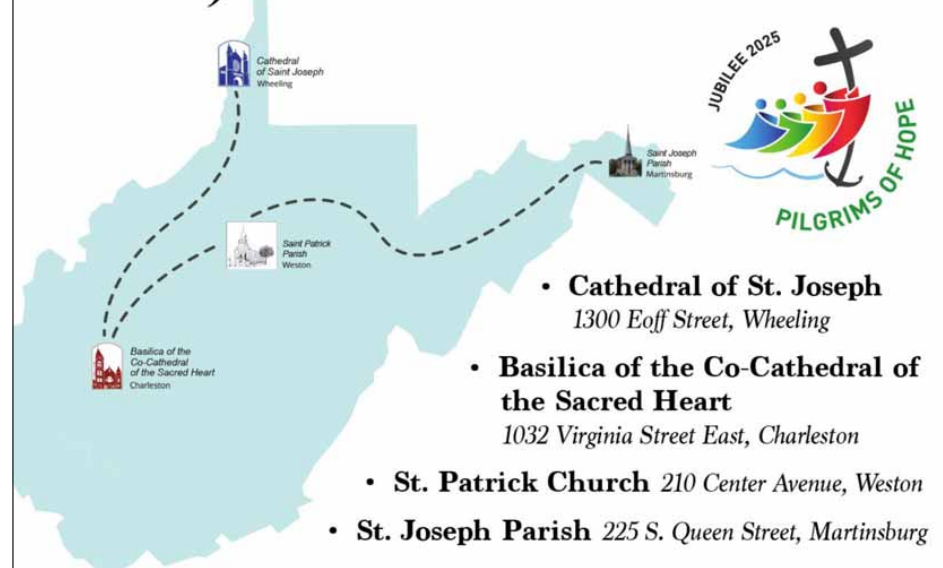 Cathedral
of Saint Joseph
Wheeling
JUBILEE 2025
PILGRIMS OF HOPE
Saint Joseph
Parish
Martinsburg
Saint Patrick
Parish
Weston
• Cathedral of St. Joseph
1300 Eoff Street, Wheeling
Basilica of the
Co-Cathedral
of the Sacred Heart
Charleston
• Basilica of the Co-Cathedral of
the Sacred Heart
1032 Virginia Street East, Charleston
• St. Patrick Church 210 Center Avenue, Weston
• St. Joseph Parish 225 S. Queen Street, Martinsburg